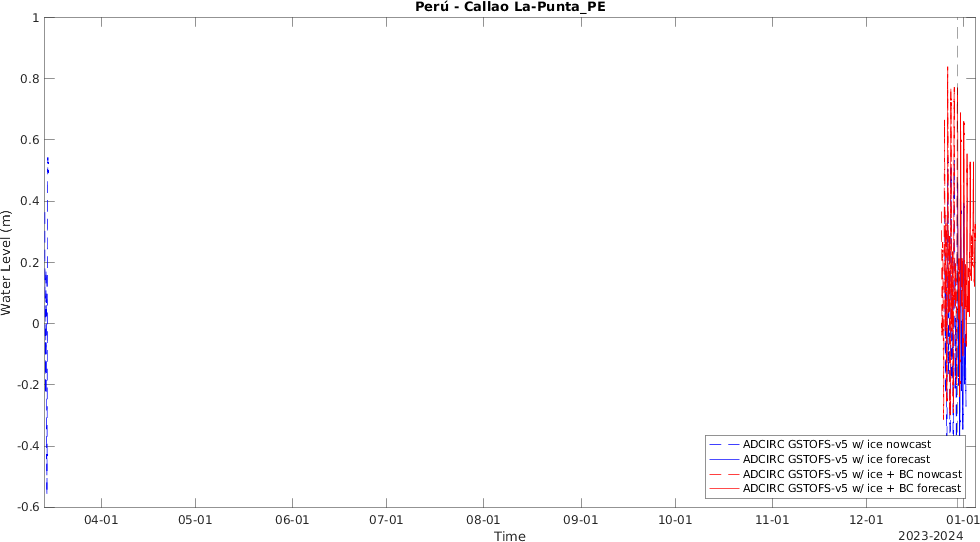 Perú - Callao La-Punta_PE
1
0.8
0.6
0.4
0.2
0
-0.2
-0.4
-0.6
Water Level (m)
ADCIRC GSTOFS-v5 w/ ice nowcast
ADCIRC GSTOFS-v5 w/ ice forecast
ADCIRC GSTOFS-v5 w/ ice + BC nowcast
ADCIRC GSTOFS-v5 w/ ice + BC forecast
04-01 05-01 06-01 07-01 08-01 09-01 10-01 11-01 12-01 01-01
Time
2023-2024